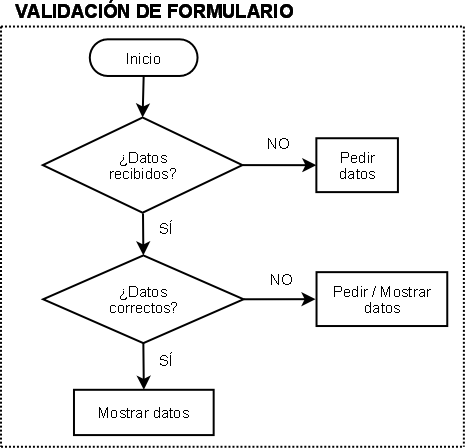 VALIDACIÓN DE FORMULARIO
Inicio
¿Datos
recibidos?
NO
Pedir
datos
SÍ
¿Datos
correctos?
NO
Pedir / Mostrar
datos
SÍ
Mostrar datos